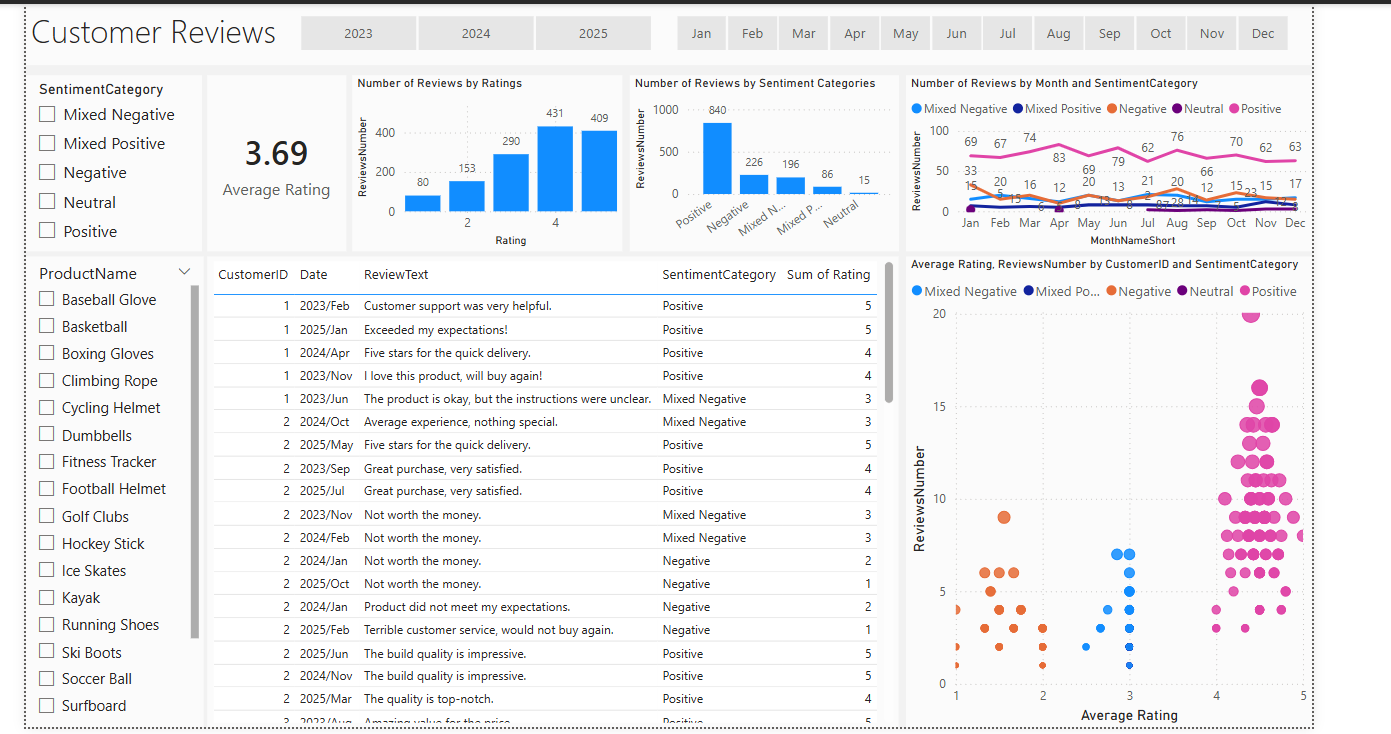 Customer Reviews
2023 2024 2025
Jan Feb Mar Apr May Jun Jul Aug Sep Oct Nov Dec
SentimentCategory
Mixed Negative
Mixed Positive
Negative
Neutral
Positive
3.69
Average Rating
Number of Reviews by Ratings
ReviewsNumber
400
200
0
80
153
290
431
409
2 4
Rating
Number of Reviews by Sentiment Categories
ReviewsNumber
1000
500
0
840
226
196
86
15
Positive
Negative
Mixed N...
Mixed P...
Neutral
Number of Reviews by Month and SentimentCategory
Mixed Negative Mixed Positive Negative Neutral Positive
ReviewsNumber
100
50
0
69 67 74 83 69 79 62 76 66 70 62 63
33 20 16 12 20 13 21 20 12 15 15 17
Jan Feb Mar Apr May Jun Jul Aug Sep Oct Nov Dec
MonthNameShort
ProductName
Baseball Glove
Basketball
Boxing Gloves
Climbing Rope
Cycling Helmet
Dumbbells
Fitness Tracker
Football Helmet
Golf Clubs
Hockey Stick
Ice Skates
Kayak
Running Shoes
Ski Boots
Soccer Ball
Surfboard
CustomerID Date ReviewText SentimentCategory Sum of Rating
1 2023/Feb Customer support was very helpful. Positive 5
1 2025/Jan Exceeded my expectations! Positive 5
1 2024/Apr Five stars for the quick delivery. Positive 4
1 2023/Nov I love this product, will buy again! Positive 4
1 2023/Jun The product is okay, but the instructions were unclear. Mixed Negative 3
2 2024/Oct Average experience, nothing special. Mixed Negative 3
2 2025/May Five stars for the quick delivery. Positive 5
2 2023/Sep Great purchase, very satisfied. Positive 4
2 2025/Jul Great purchase, very satisfied. Positive 4
2 2023/Nov Not worth the money. Mixed Negative 3
2 2024/Feb Not worth the money. Mixed Negative 3
2 2024/Jan Not worth the money. Negative 2
2 2025/Oct Not worth the money. Negative 1
2 2024/Jan Product did not meet my expectations. Negative 2
2 2025/Feb Terrible customer service, would not buy again. Negative 1
2 2025/Jun The build quality is impressive. Positive 5
2 2024/Nov The build quality is impressive. Positive 5
2 2025/Mar The quality is top-notch. Positive 4
3 2023/Aug Amazing value for the price. Positive 5
Average Rating, ReviewsNumber by CustomerID and SentimentCategory
Mixed Negative Mixed Po... Negative Neutral Positive
ReviewsNumber
20
15
10
5
0
1 2 3 4 5
Average Rating